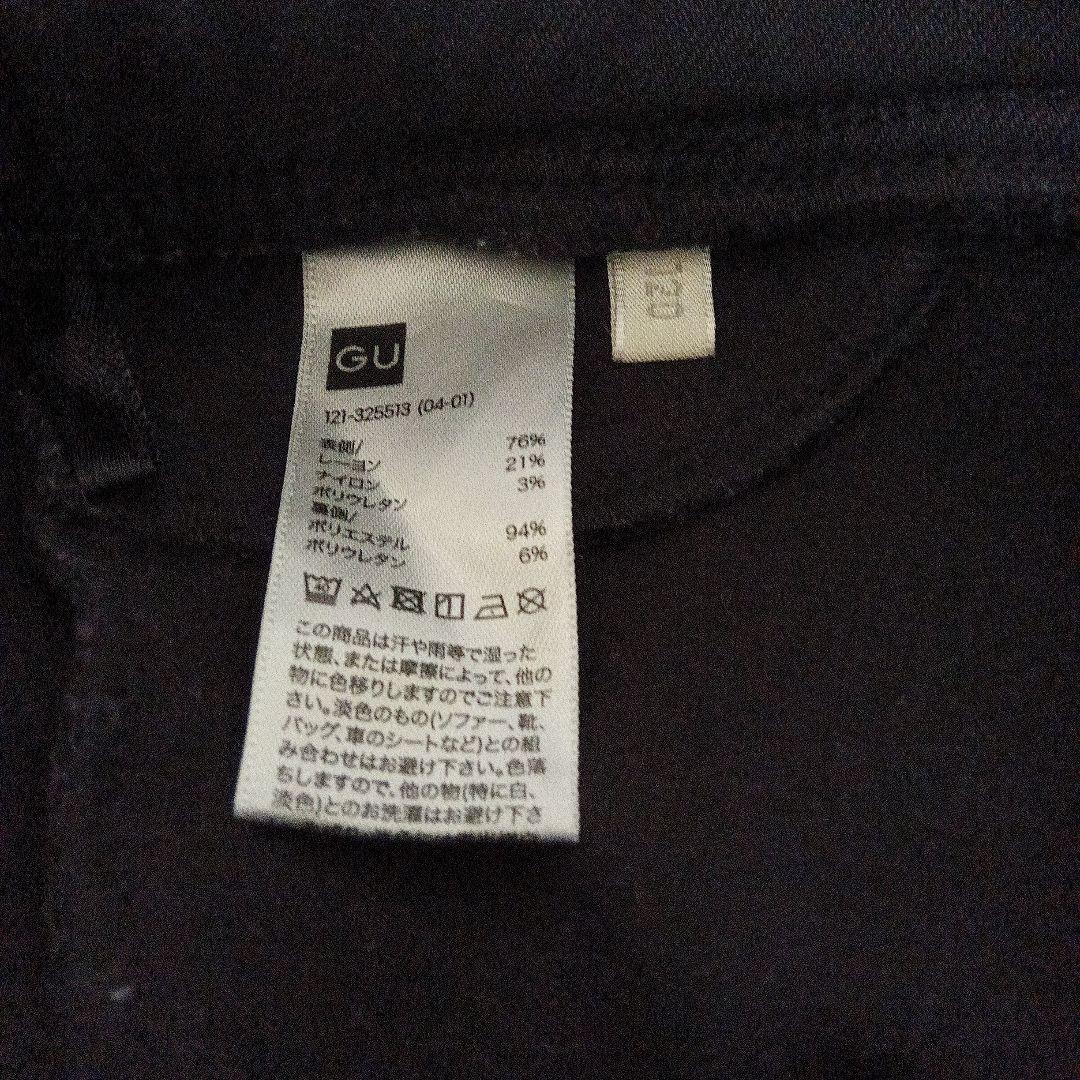 GU
121-325513 (04-01)
表側/
レーヨン 76%
ナイロン 21%
ポリウレタン 3%
裏側/
ポリエステル 94%
ポリウレタン 6%
この商品は汗や雨等で湿った
状態、または摩擦によって、他の
物に色移りしますのでご注意下
さい。淡色のもの(ソファー、靴、
バッグ、車のシートなど)との組
み合わせはお避け下さい。色落
ちしますので、他の物(特に白、
淡色)とのお洗濯はお避け下さ
120